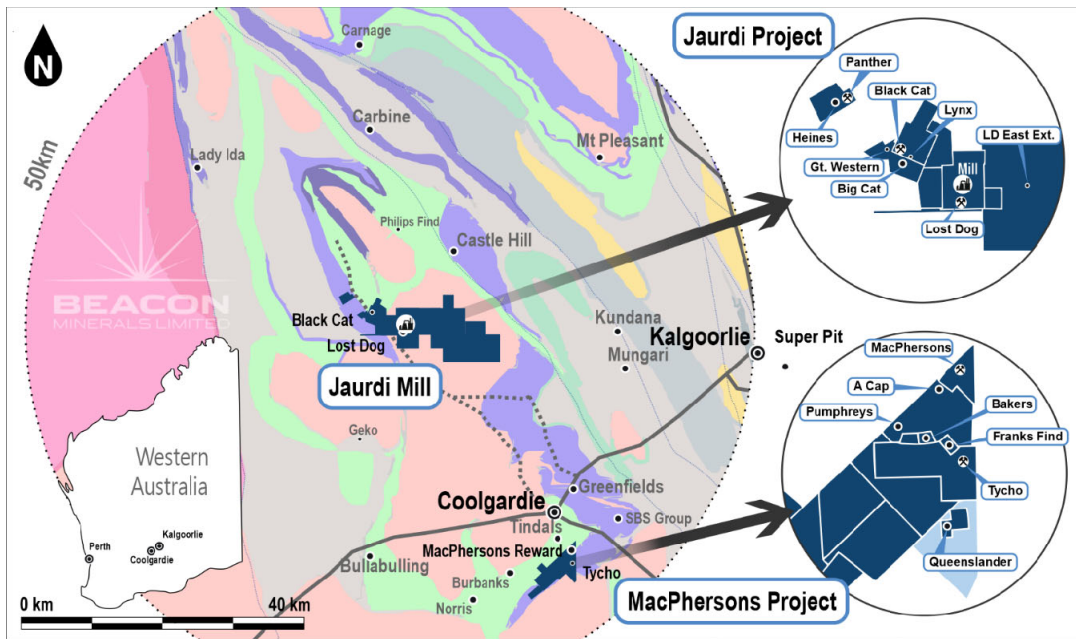 N
50km
Carnage
Carbine
Lady Ida
Mt Pleasant
Philips Find
Castle Hill
BEACON
MINERALS LIMITED
Black Cat
Lost Dog
Jaurdi Mill
Kundana
Mungari
Kalgoorlie
Super Pit
Geko
Greenfields
Coolgardie
SBS Group
Tindals
MacPhersons Reward
Bullabulling
Burbanks
Norris
Tycho
MacPhersons Project
Western
Australia
Kalgoorlie
Perth
Coolgardie
0 km
40 km
Jaurdi Project
Panther
Black Cat
Lynx
LD East Ext.
Heines
Gt. Western
Mill
Big Cat
Lost Dog
MacPhersons
A Cap
Pumphreys
Bakers
Franks Find
Tycho
Queenslander